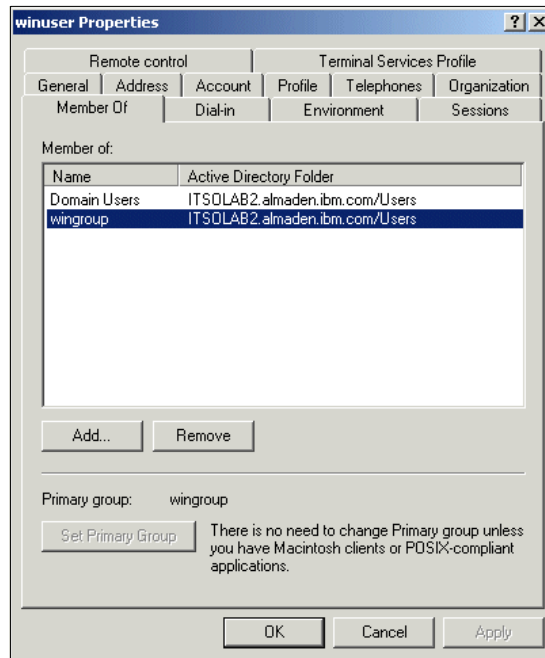 winuser Properties
? X
Remote control Terminal Services Profile
General Address Account Profile Telephones Organization
Member Of Dial-in Environment Sessions
Member of:
Name Active Directory Folder
Domain Users ITSOLAB2.almaden.ibm.com/Users
wingroup ITSOLAB2.almaden.ibm.com/Users
Add... Remove
Primary group: wingroup
Set Primary Group
There is no need to change Primary group unless
you have Macintosh clients or POSIX-compliant
applications.
OK Cancel Apply